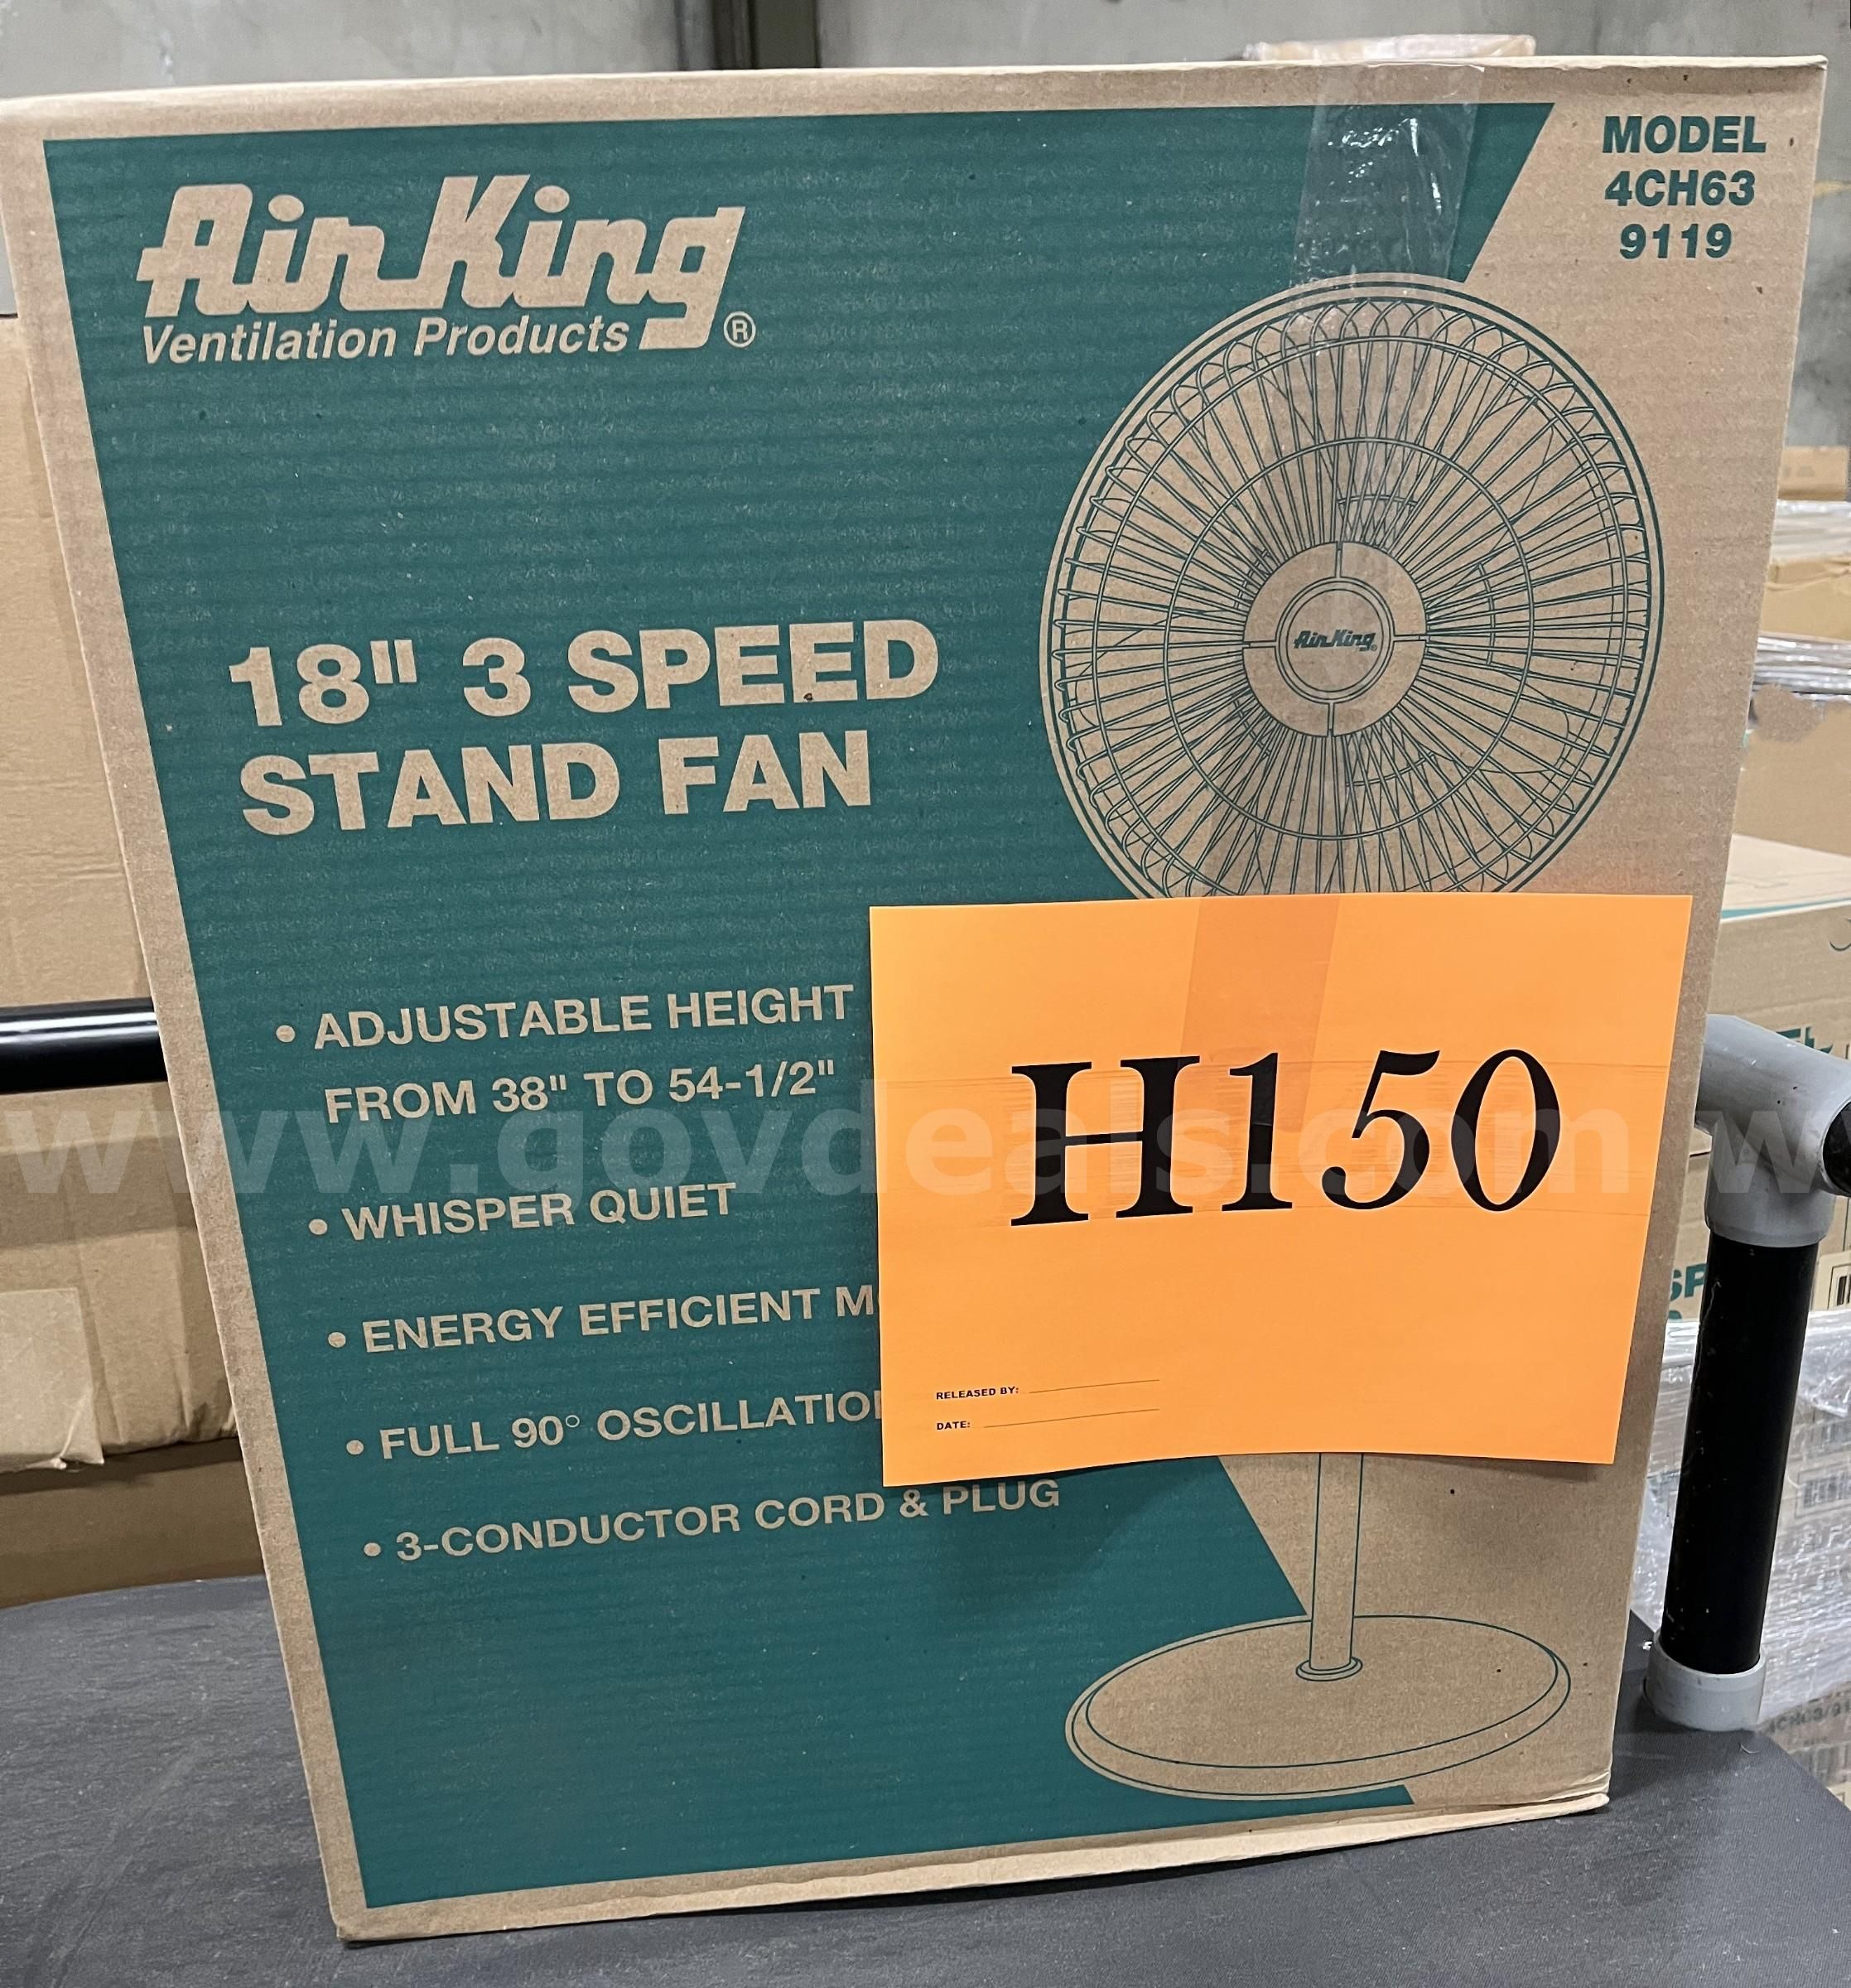 MODEL
4CH63
9119
Air King®
Ventilation Products
Air King®
18" 3 SPEED
STAND FAN
• ADJUSTABLE HEIGHT
FROM 38" TO 54-1/2"
• WHISPER QUIET
• ENERGY EFFICIENT
• FULL 90° OSCILLATIO
• 3-CONDUCTOR CORD & PLUG
H150
RELEASED BY:
DATE:
www.govdeals.com w